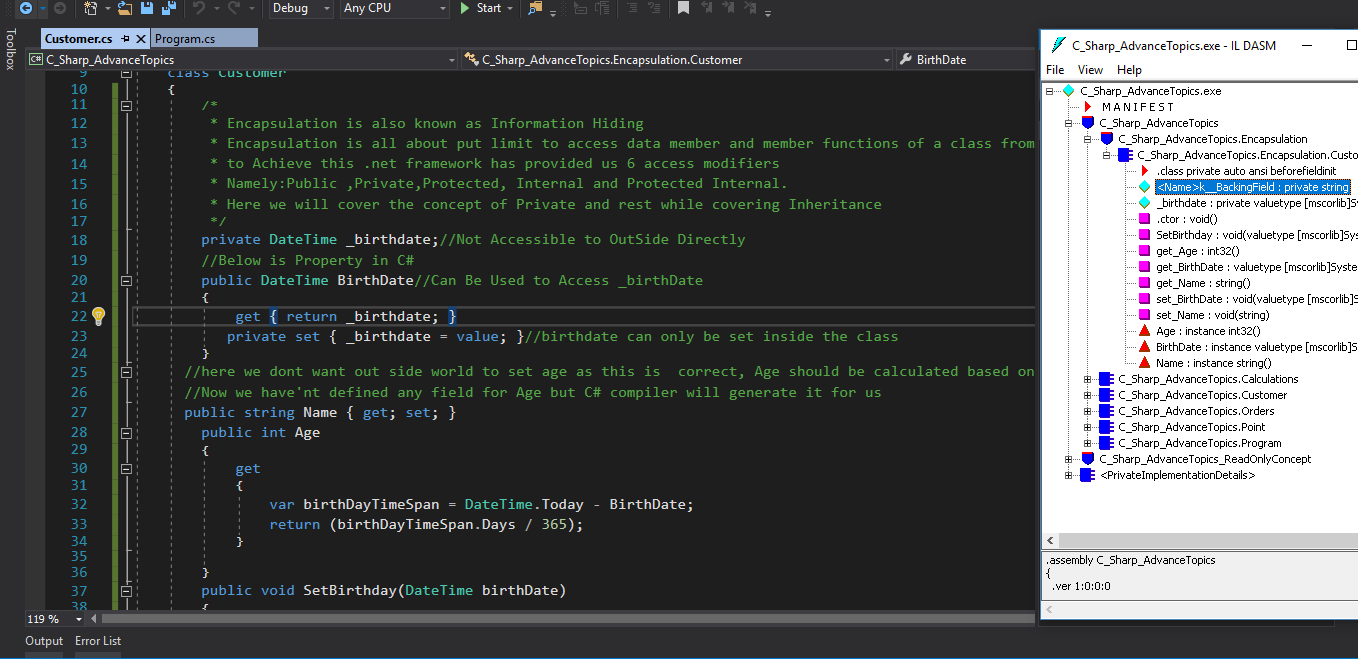 Debug Any CPU Start
Toolbox
Customer.cs Program.cs
C# C_Sharp_AdvanceTopics C_Sharp_AdvanceTopics.Encapsulation.Customer BirthDate
9 class Customer
10 {
11 /*
12 * Encapsulation is also known as Information Hiding
13 * Encapsulation is all about put limit to access data member and member functions of a class from
14 * to Achieve this .net framework has provided us 6 access modifiers
15 * Namely:Public ,Private,Protected, Internal and Protected Internal.
16 * Here we will cover the concept of Private and rest while covering Inheritance
17 */
18 private DateTime _birthdate;//Not Accessible to OutSide Directly
19 //Below is Property in C#
20 public DateTime BirthDate//Can Be Used to Access _birthDate
21 {
22 get { return _birthdate; }
23 private set { _birthdate = value; }//birthdate can only be set inside the class
24 }
25 //here we dont want out side world to set age as this is  correct, Age should be calculated based on
26 //Now we have'nt defined any field for Age but C# compiler will generate it for us
27 public string Name { get; set; }
28 public int Age
29 {
30 get
31 {
32 var birthDayTimeSpan = DateTime.Today - BirthDate;
33 return (birthDayTimeSpan.Days / 365);
34 }
35
36 }
37 public void SetBirthday(DateTime birthDate)
38 {
119 %
Output Error List
C_Sharp_AdvanceTopics.exe - IL DASM
File View Help
C_Sharp_AdvanceTopics.exe
M A N I F E S T
C_Sharp_AdvanceTopics
C_Sharp_AdvanceTopics.Encapsulation
C_Sharp_AdvanceTopics.Encapsulation.Custo
.class private auto ansi beforefieldinit
<Name>k__BackingField : private string
_birthdate : private valuetype [mscorlib]S
.ctor : void()
SetBirthday : void(valuetype [mscorlib]Sys
get_Age : int32()
get_BirthDate : valuetype [mscorlib]System
get_Name : string()
set_BirthDate : void(valuetype [mscorlib]S
set_Name : void(string)
Age : instance int32()
BirthDate : instance valuetype [mscorlib]S
Name : instance string()
C_Sharp_AdvanceTopics.Calculations
C_Sharp_AdvanceTopics.Customer
C_Sharp_AdvanceTopics.Orders
C_Sharp_AdvanceTopics.Point
C_Sharp_AdvanceTopics.Program
C_Sharp_AdvanceTopics_ReadOnlyConcept
<PrivateImplementationDetails>
.assembly C_Sharp_AdvanceTopics
{
.ver 1:0:0:0